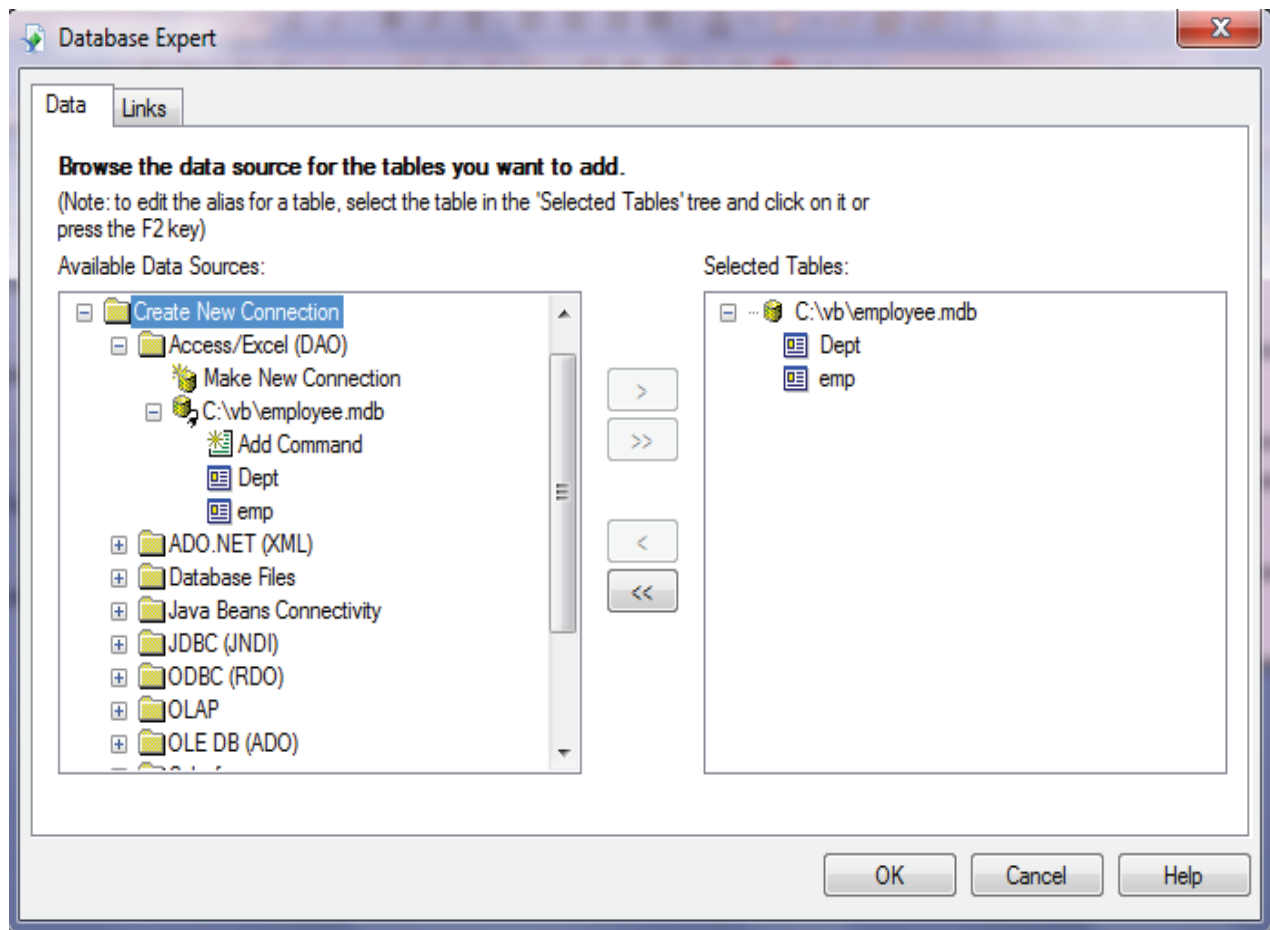 Database Expert
X
Data
Links
Browse the data source for the tables you want to add.
(Note: to edit the alias for a table, select the table in the 'Selected Tables' tree and click on it or
press the F2 key)
Available Data Sources:
Selected Tables:
Create New Connection
Access/Excel (DAO)
Make New Connection
C:\vb\employee.mdb
Add Command
Dept
emp
ADO.NET (XML)
Database Files
Java Beans Connectivity
JDBC (JNDI)
ODBC (RDO)
OLAP
OLE DB (ADO)
>
>>
<
<<
C:\vb\employee.mdb
Dept
emp
OK
Cancel
Help